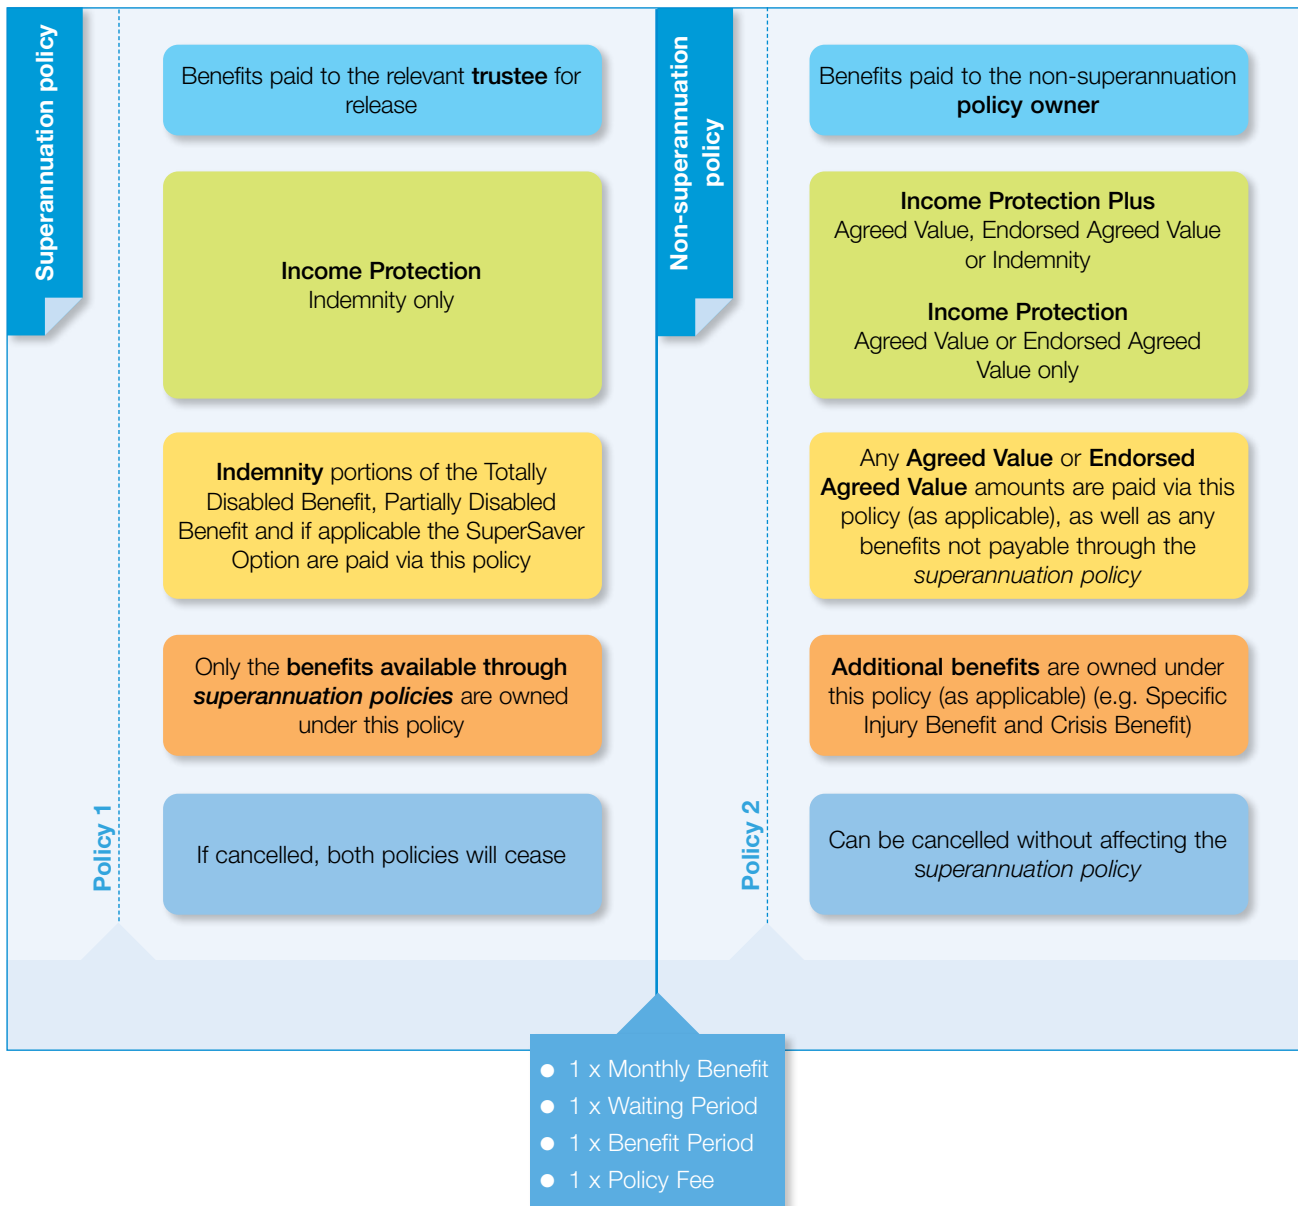 Superannuation policy
Benefits paid to the relevant trustee for
release
Income Protection
Indemnity only
Indemnity portions of the Totally
Disabled Benefit, Partially Disabled
Benefit and if applicable the SuperSaver
Option are paid via this policy
Only the benefits available through
superannuation policies are owned
under this policy
If cancelled, both policies will cease
Policy 1
Non-superannuation
policy
Benefits paid to the non-superannuation
policy owner
Income Protection Plus
Agreed Value, Endorsed Agreed Value
or Indemnity
Income Protection
Agreed Value or Endorsed Agreed
Value only
Any Agreed Value or Endorsed
Agreed Value amounts are paid via this
policy (as applicable), as well as any
benefits not payable through the
superannuation policy
Additional benefits are owned under
this policy (as applicable) (e.g. Specific
Injury Benefit and Crisis Benefit)
Can be cancelled without affecting the
superannuation policy
Policy 2
● 1 x Monthly Benefit
● 1 x Waiting Period
● 1 x Benefit Period
● 1 x Policy Fee